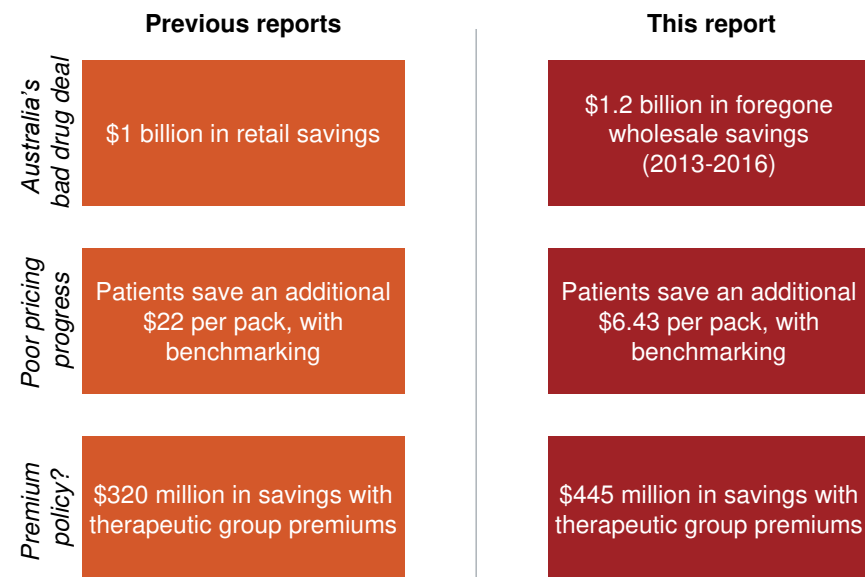 Previous reports
This report
Australia's
bad drug deal
$1 billion in retail savings
$1.2 billion in foregone
wholesale savings
(2013-2016)
Poor pricing
progress
Patients save an additional
$22 per pack, with
benchmarking
Patients save an additional
$6.43 per pack, with
benchmarking
Premium
policy?
$320 million in savings with
therapeutic group premiums
$445 million in savings with
therapeutic group premiums